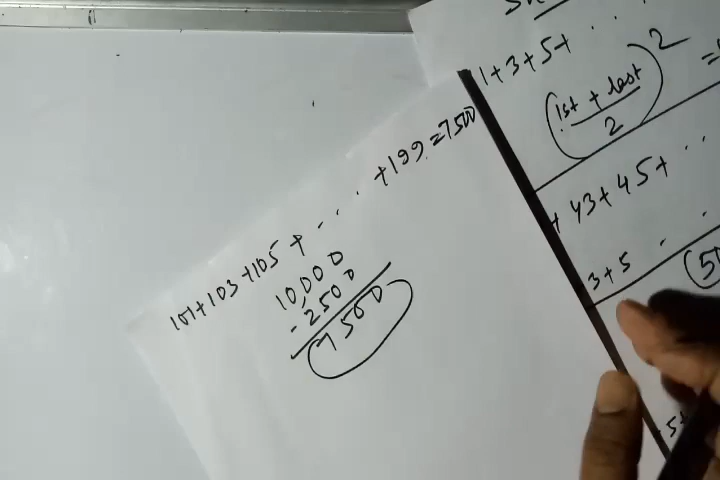 1+3+5+ ...
(1st + last / 2)²
+ 43+45+ ...
3+5 . .
101+103+105+ .... +199=7500
10,000
-2500
7500